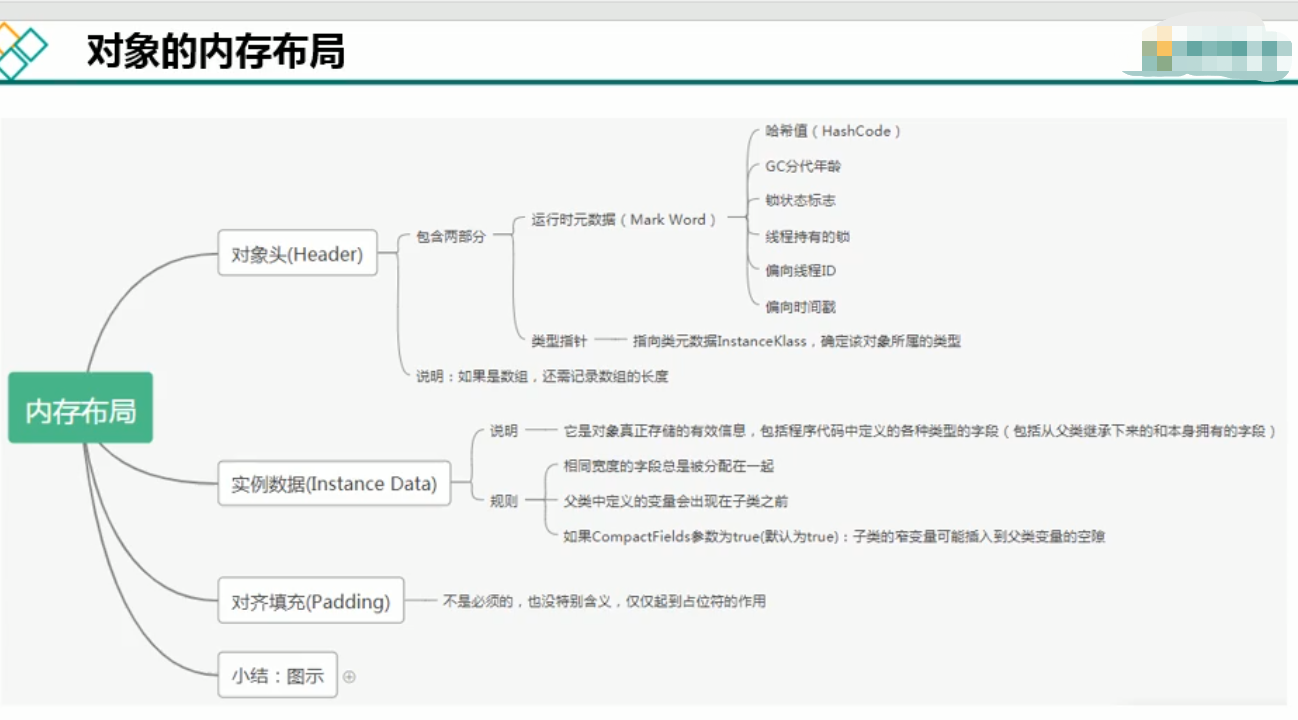 对象的内存布局
哈希值（HashCode）
GC分代年龄
锁状态标志
运行时元数据（Mark Word）
包含两部分
线程持有的锁
对象头(Header)
偏向线程ID
偏向时间戳
类型指针
指向类元数据InstanceKlass，确定该对象所属的类型
说明：如果是数组，还需记录数组的长度
内存布局
说明
它是对象真正存储的有效信息，包括程序代码中定义的各种类型的字段（包括从父类继承下来的和本身拥有的字段）
相同宽度的字段总是被分配在一起
实例数据(Instance Data)
规则
父类中定义的变量会出现在子类之前
如果CompactFields参数为true(默认为true)：子类的窄变量可能插入到父类变量的空隙
对齐填充(Padding)
不是必须的，也没特别含义，仅仅起到占位符的作用
小结：图示